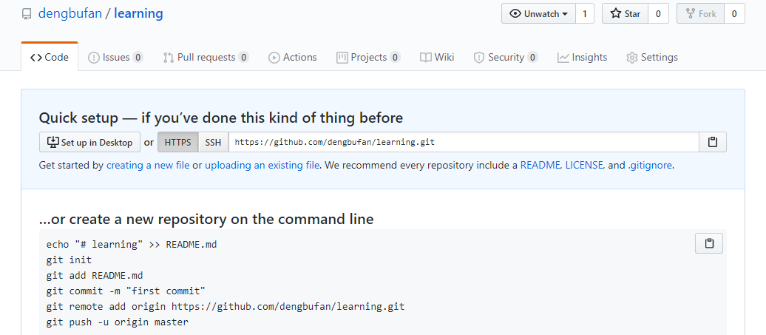 dengbufan / learning
Unwatch 1 Star 0 Fork 0
Code Issues 0 Pull requests 0 Actions Projects 0 Wiki Security 0 Insights Settings
Quick setup — if you’ve done this kind of thing before
Set up in Desktop or HTTPS SSH https://github.com/dengbufan/learning.git
Get started by creating a new file or uploading an existing file. We recommend every repository include a README, LICENSE, and .gitignore.
…or create a new repository on the command line
echo "# learning" >> README.md
git init
git add README.md
git commit -m "first commit"
git remote add origin https://github.com/dengbufan/learning.git
git push -u origin master